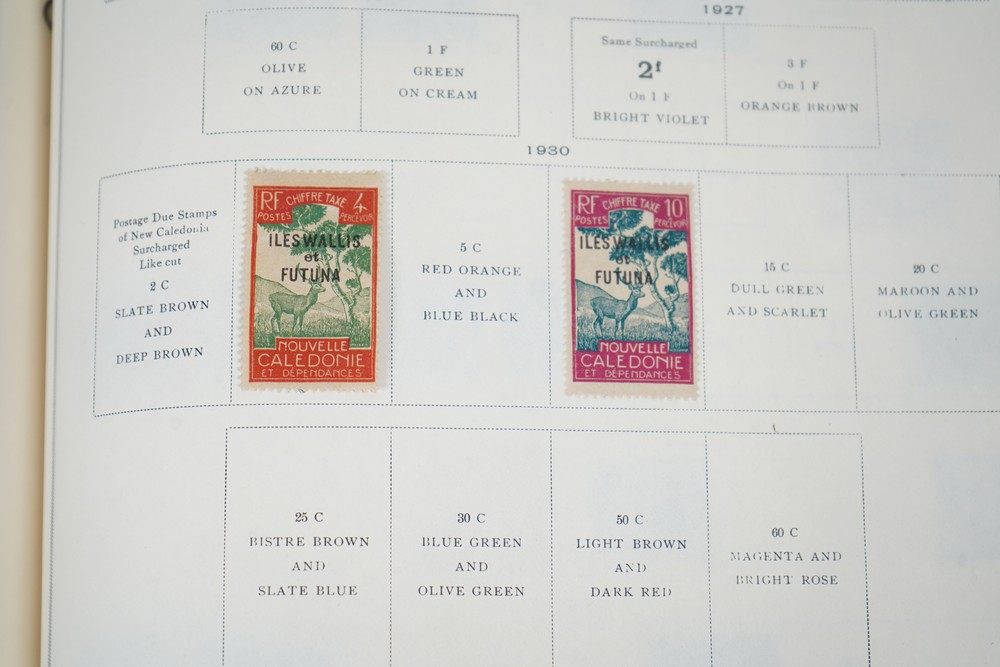 1927
60 C
OLIVE
ON AZURE
1 F
GREEN
ON CREAM
Same Surcharged
2f
On 1 F
BRIGHT VIOLET
3 F
On 1 F
ORANGE BROWN
1930
Postage Due Stamps
of New Caledonia
Surcharged
Like cut
2 C
SLATE BROWN
AND
DEEP BROWN
RF CHIFFRE TAXE 4
POSTES PERCEVOIR
ILES WALLIS
et
FUTUNA
NOUVELLE
CALEDONIE
ET DÉPENDANCES
5 C
RED ORANGE
AND
BLUE BLACK
RF CHIFFRE TAXE 10
POSTES PERCEVOIR
ILES WALLIS
et
FUTUNA
NOUVELLE
CALEDONIE
ET DÉPENDANCES
15 C
DULL GREEN
AND SCARLET
20 C
MAROON AND
OLIVE GREEN
25 C
BISTRE BROWN
AND
SLATE BLUE
30 C
BLUE GREEN
AND
OLIVE GREEN
50 C
LIGHT BROWN
AND
DARK RED
60 C
MAGENTA AND
BRIGHT ROSE